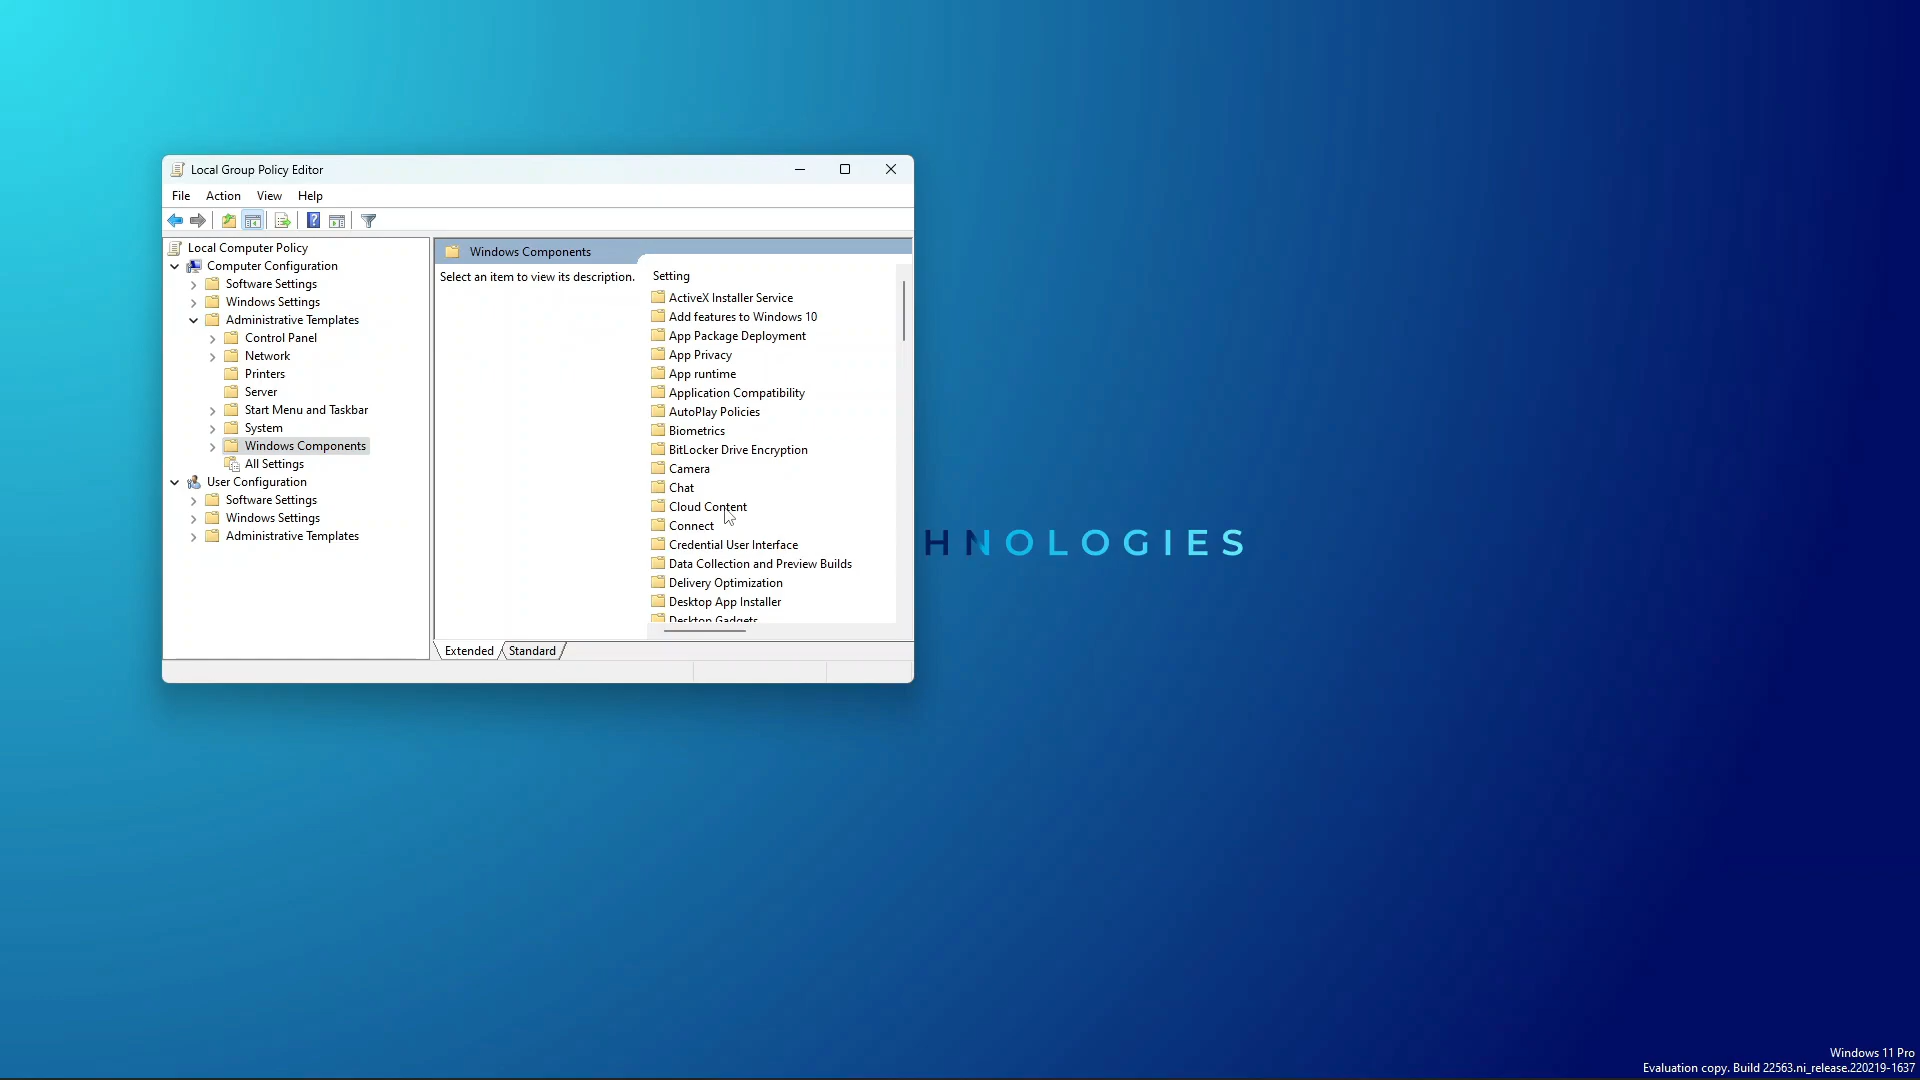 Local Group Policy Editor
File Action View Help
Local Computer Policy
Computer Configuration
Software Settings
Windows Settings
Administrative Templates
Control Panel
Network
Printers
Server
Start Menu and Taskbar
System
Windows Components
All Settings
User Configuration
Software Settings
Windows Settings
Administrative Templates
Windows Components
Select an item to view its description.
Setting
ActiveX Installer Service
Add features to Windows 10
App Package Deployment
App Privacy
App runtime
Application Compatibility
AutoPlay Policies
Biometrics
BitLocker Drive Encryption
Camera
Chat
Cloud Content
Connect
Credential User Interface
Data Collection and Preview Builds
Delivery Optimization
Desktop App Installer
Desktop Gadgets
Extended Standard
HNOLOGIES
Windows 11 Pro
Evaluation copy. Build 22563.ni_release.220219-1637